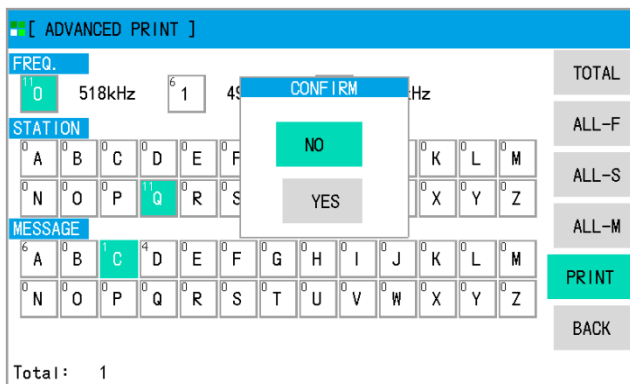 [ ADVANCED PRINT ]
FREQ.
11 0 518kHz 6 1 Hz
CONFIRM
NO
YES
STATION
0 A 0 B 0 C 0 D 0 E 0 F 0 K 0 L 0 M
0 N 0 O 0 P 11 Q 0 R 0 S 0 X 0 Y 0 Z
MESSAGE
6 A 0 B 1 C 4 D 0 E 0 F 0 G 0 H 0 I 0 J 0 K 0 L 0 M
0 N 0 O 0 P 0 Q 0 R 0 S 0 T 0 U 0 V 0 W 0 X 0 Y 0 Z
Total: 1
TOTAL
ALL-F
ALL-S
ALL-M
PRINT
BACK